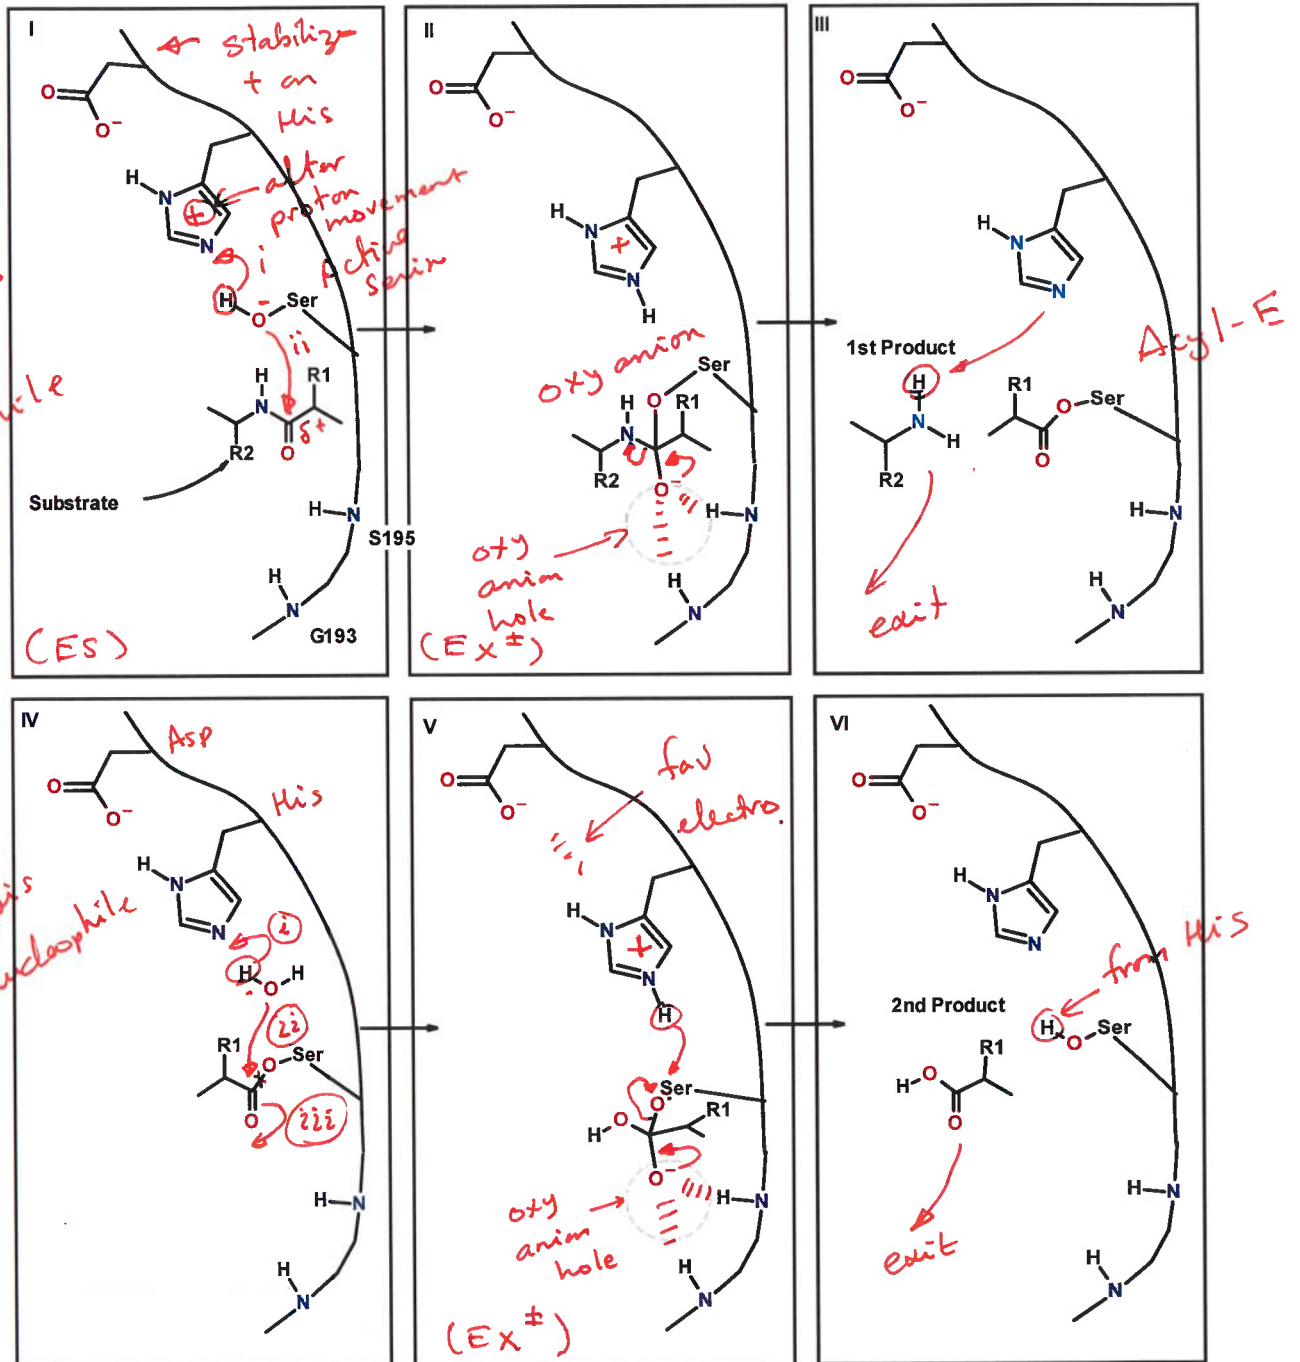 I
← stabilize
+ on
His
O
O⁻
after
proton
movement
H
N
+
N
i
Active
serine
H
O
-
Ser
ii
H
N
R1
δ+
O
R2
Substrate
H
N
S195
H
N
G193
(ES)
II
O
O⁻
H
N
+
N
H
oxy anion
Ser
O
R1
H
N
R2
O⁻
H
N
oxy
anion
hole
H
N
(EX‡)
III
O
O⁻
H
N
N
Acyl-E
1st Product
H
N
H
R2
R1
O
Ser
O
exit
H
N
H
N
IV
Asp
O
O⁻
His
H
N
N
i
nucleophile
H
O
H
ii
R1
O
Ser
+
O
iii
H
N
H
N
V
fav
electro.
O
O⁻
H
N
+
N
H
Ser
O
H
O
R1
O⁻
H
N
oxy
anion
hole
H
N
(EX‡)
VI
O
O⁻
H
N
N
from His
2nd Product
H
O
Ser
R1
H
O
O
exit
H
N
H
N